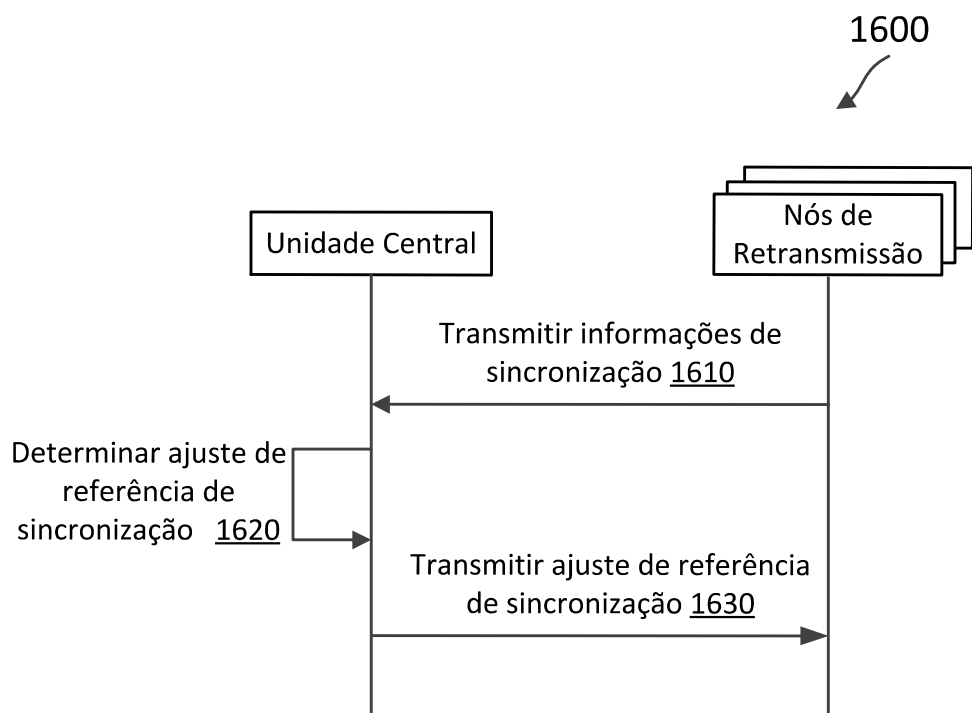 1600
Unidade Central
Nós de
Retransmissão
Transmitir informações de
sincronização 1610
Determinar ajuste de
referência de
sincronização 1620
Transmitir ajuste de referência
de sincronização 1630